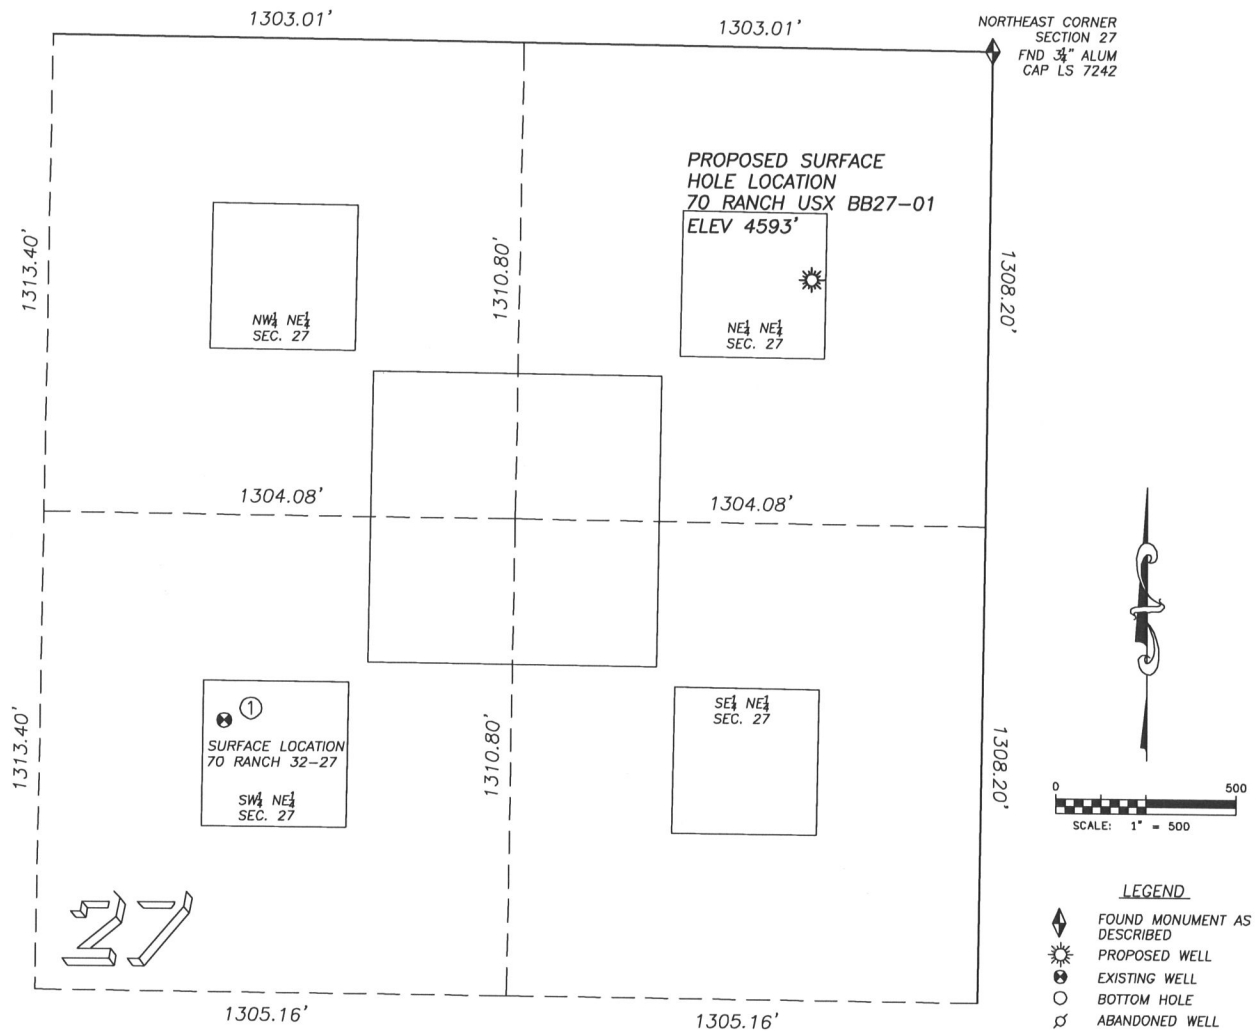 1303.01'
1303.01'
NORTHEAST CORNER
SECTION 27
FND 3¼" ALUM
CAP LS 7242
PROPOSED SURFACE
HOLE LOCATION
70 RANCH USX BB27-01
ELEV 4593'
1313.40'
1310.80'
1308.20'
NW¼ NE¼
SEC. 27
NE¼ NE¼
SEC. 27
1304.08'
1304.08'
1
SURFACE LOCATION
70 RANCH 32-27
SW¼ NE¼
SEC. 27
SE¼ NE¼
SEC. 27
1313.40'
1310.80'
1308.20'
0 500
SCALE: 1" = 500
27
1305.16'
1305.16'
LEGEND
FOUND MONUMENT AS
DESCRIBED
PROPOSED WELL
EXISTING WELL
BOTTOM HOLE
ABANDONED WELL